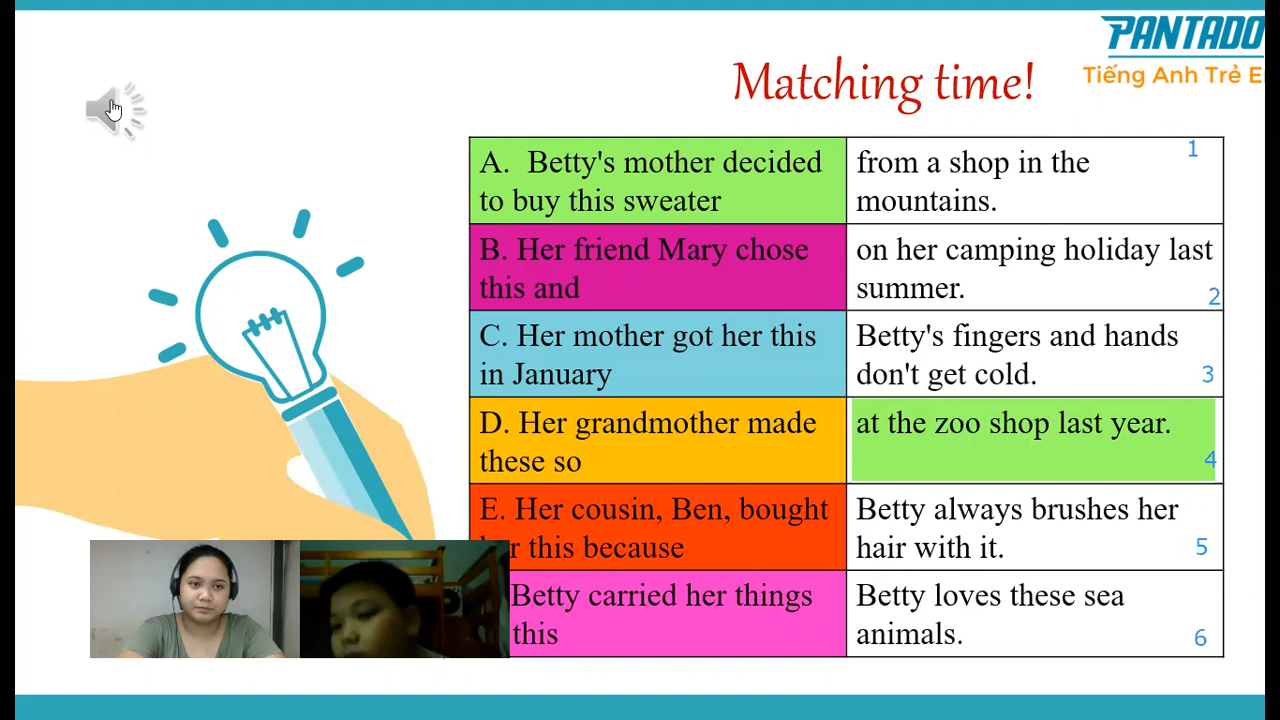 PANTADO
Tiếng Anh Trẻ E
Matching time!
A. Betty's mother decided
to buy this sweater
from a shop in the
mountains.
1
B. Her friend Mary chose
this and
on her camping holiday last
summer.
2
C. Her mother got her this
in January
Betty's fingers and hands
don't get cold.
3
D. Her grandmother made
these so
at the zoo shop last year.
4
E. Her cousin, Ben, bought
this because
Betty always brushes her
hair with it.
5
Betty carried her things
this
Betty loves these sea
animals.
6